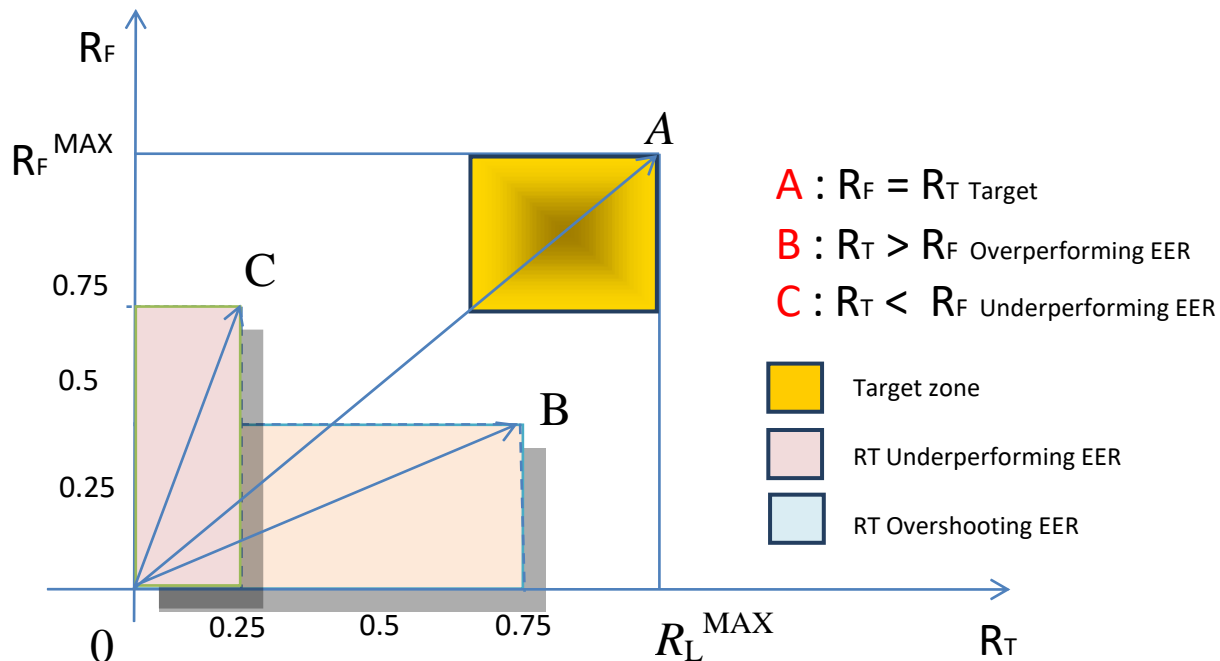 RF
RF MAX
A
A : RF = RT Target
B : RT > RF Overperforming EER
C : RT < RF Underperforming EER
C
0.75
0.5
B
0.25
Target zone
RT Underperforming EER
RT Overshooting EER
0
0.25
0.5
0.75
RL MAX
RT